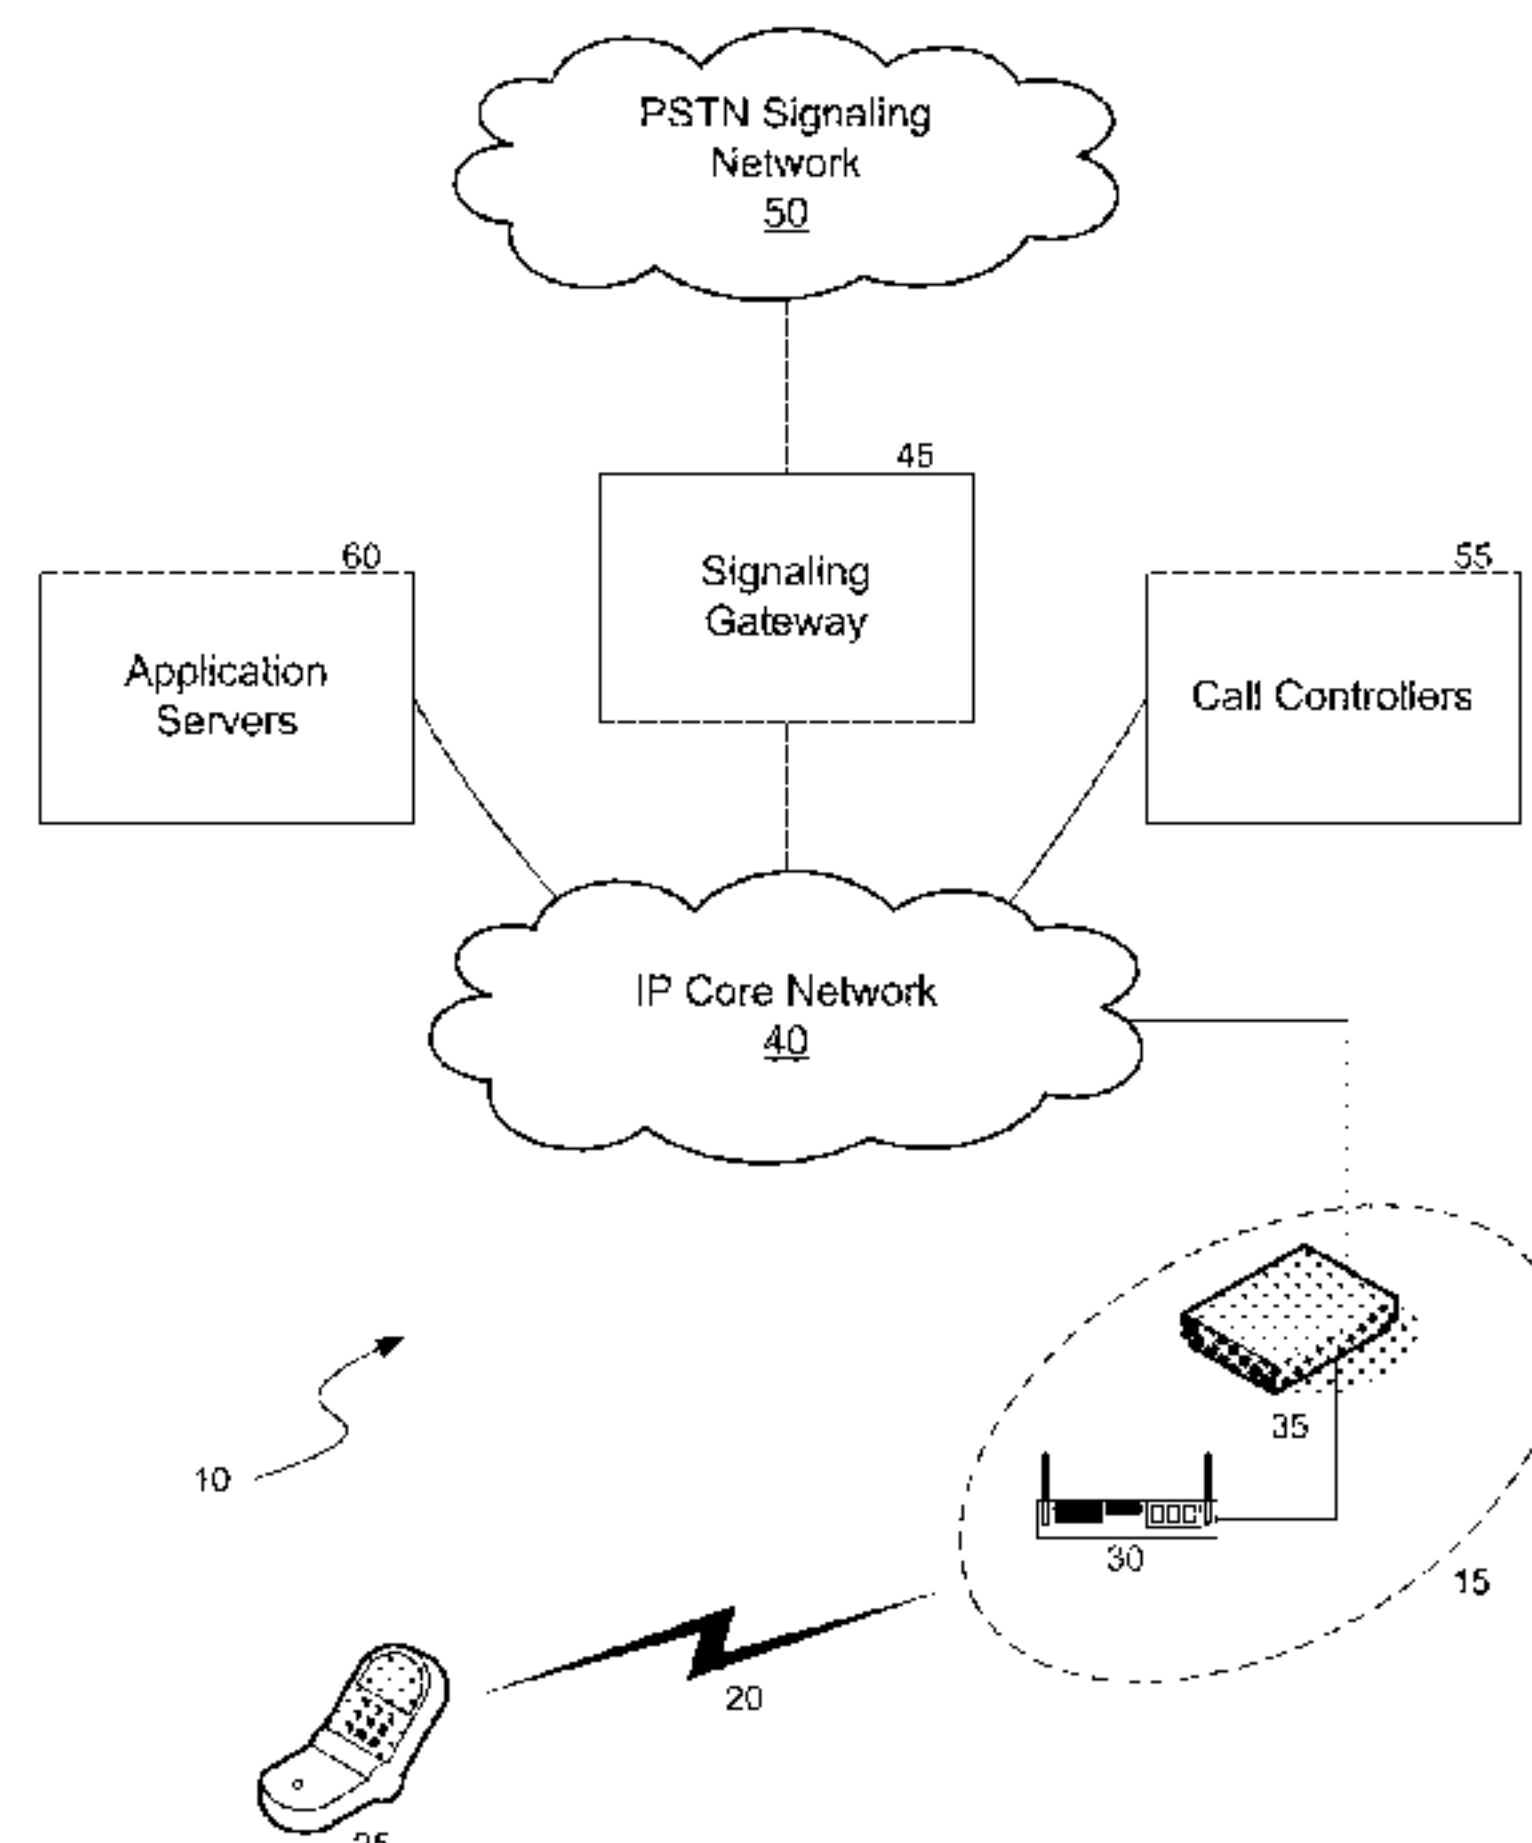 PSTN Signaling
Network
50
45
Signaling
Gateway
60
Application
Servers
55
Call Controllers
IP Core Network
40
35
10
30
15
20